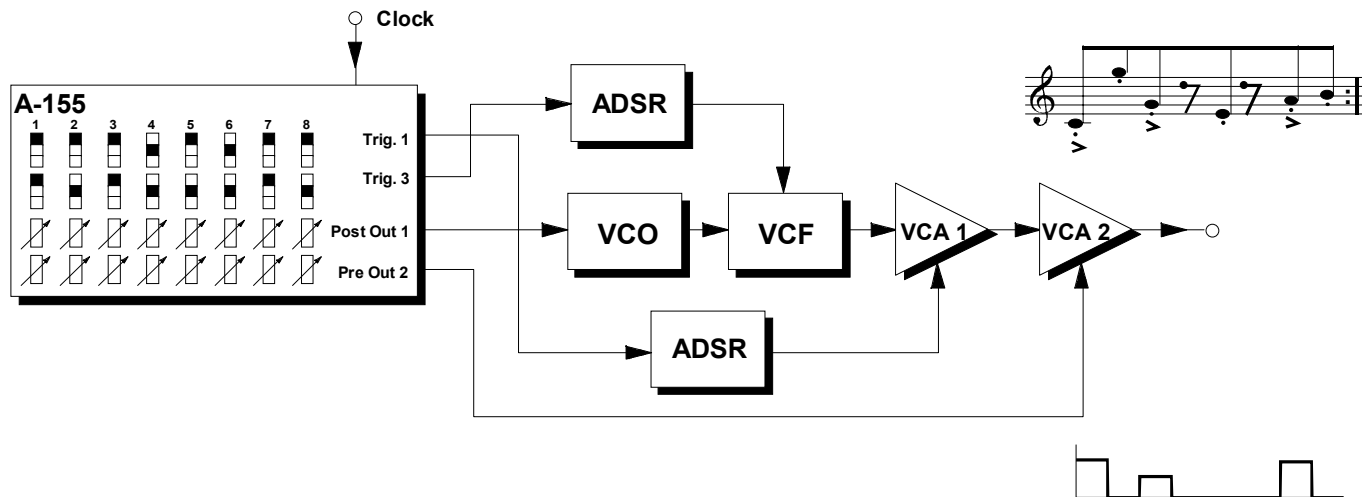 Clock
A-155
1 2 3 4 5 6 7 8
Trig. 1
Trig. 3
Post Out 1
Pre Out 2
ADSR
VCO
VCF
VCA 1
VCA 2
ADSR